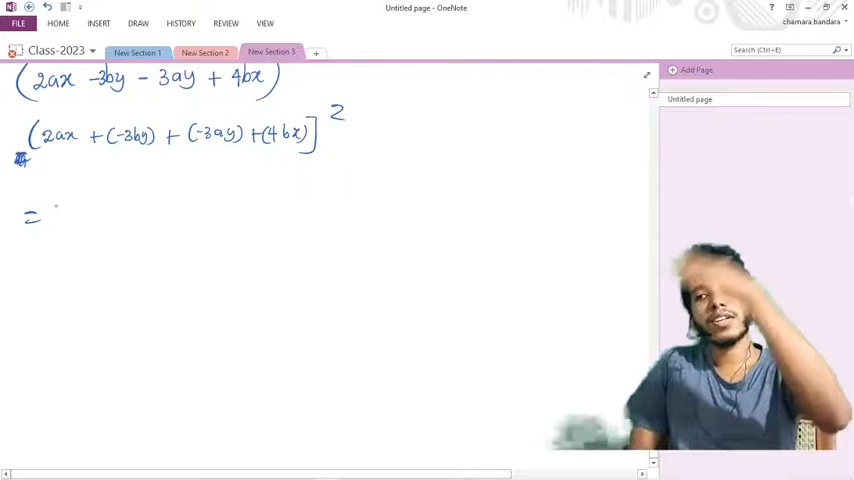 Untitled page - OneNote
FILE HOME INSERT DRAW HISTORY REVIEW VIEW
chamara bandara
Class-2023 New Section 1 New Section 2 New Section 3 +
Search (Ctrl+E)
Add Page
Untitled page
(2ax -3by - 3ay + 4bx)
(2ax +(-3by) + (-3ay) +(4bx)]²
=